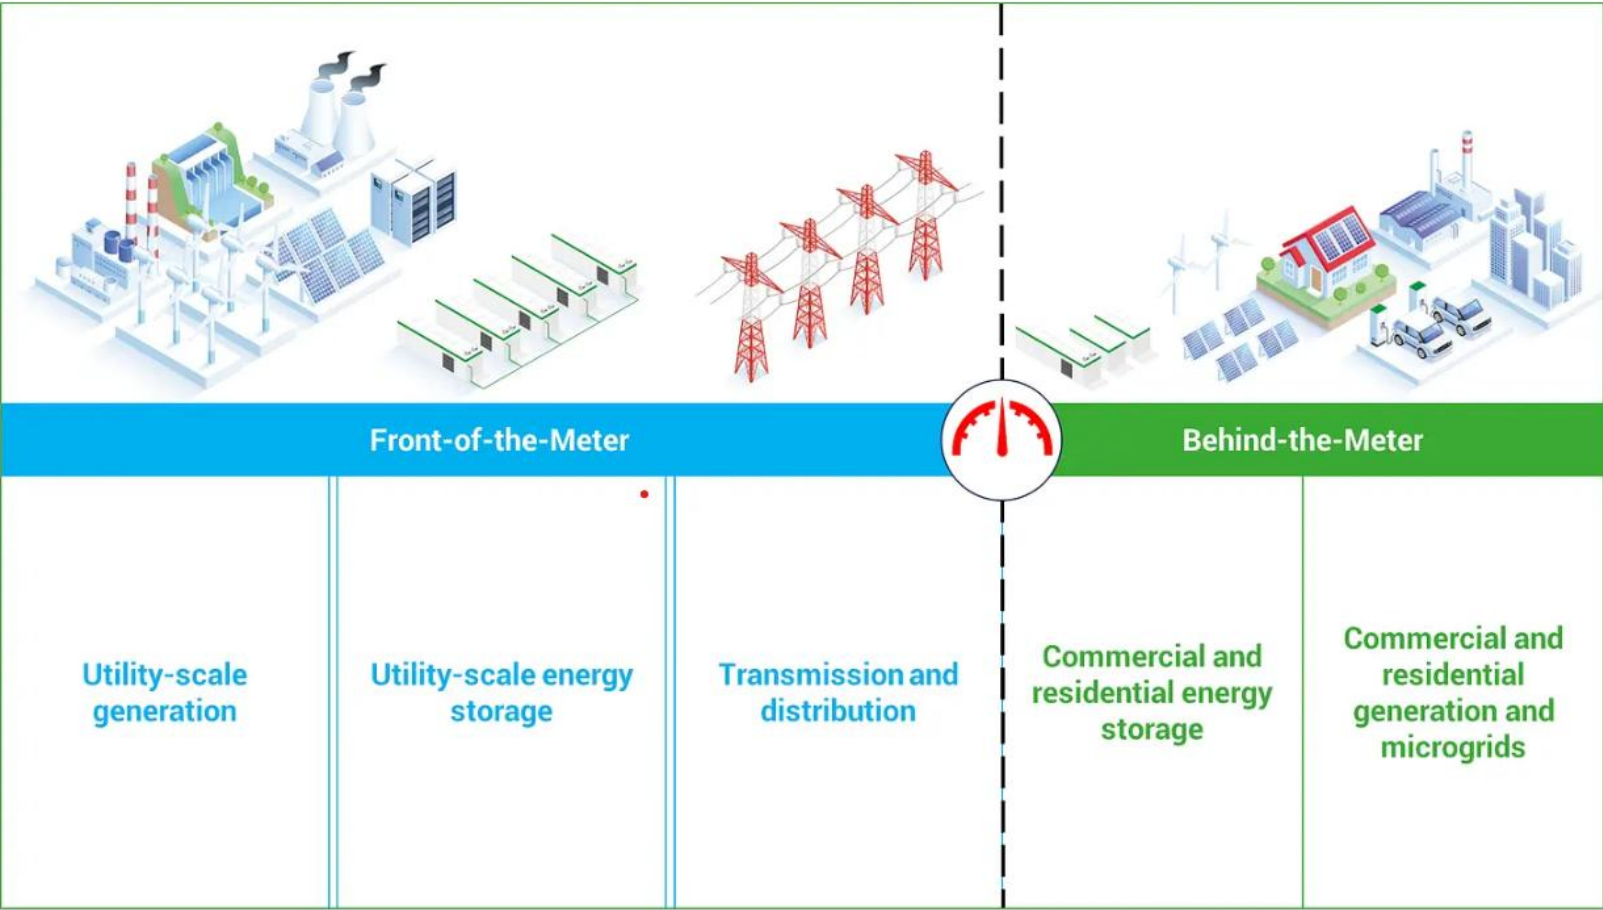 Front-of-the-Meter
Behind-the-Meter
Utility-scale
generation
Utility-scale energy
storage
Transmission and
distribution
Commercial and
residential energy
storage
Commercial and
residential
generation and
microgrids